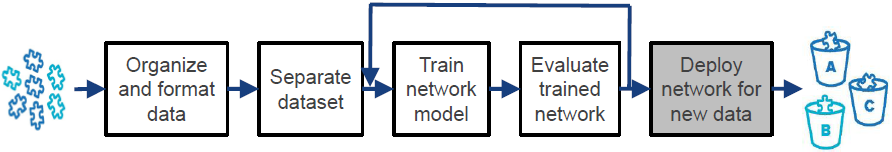 Organize
and format
data
Separate
dataset
Train
network
model
Evaluate
trained
network
Deploy
network for
new data
A
B
C